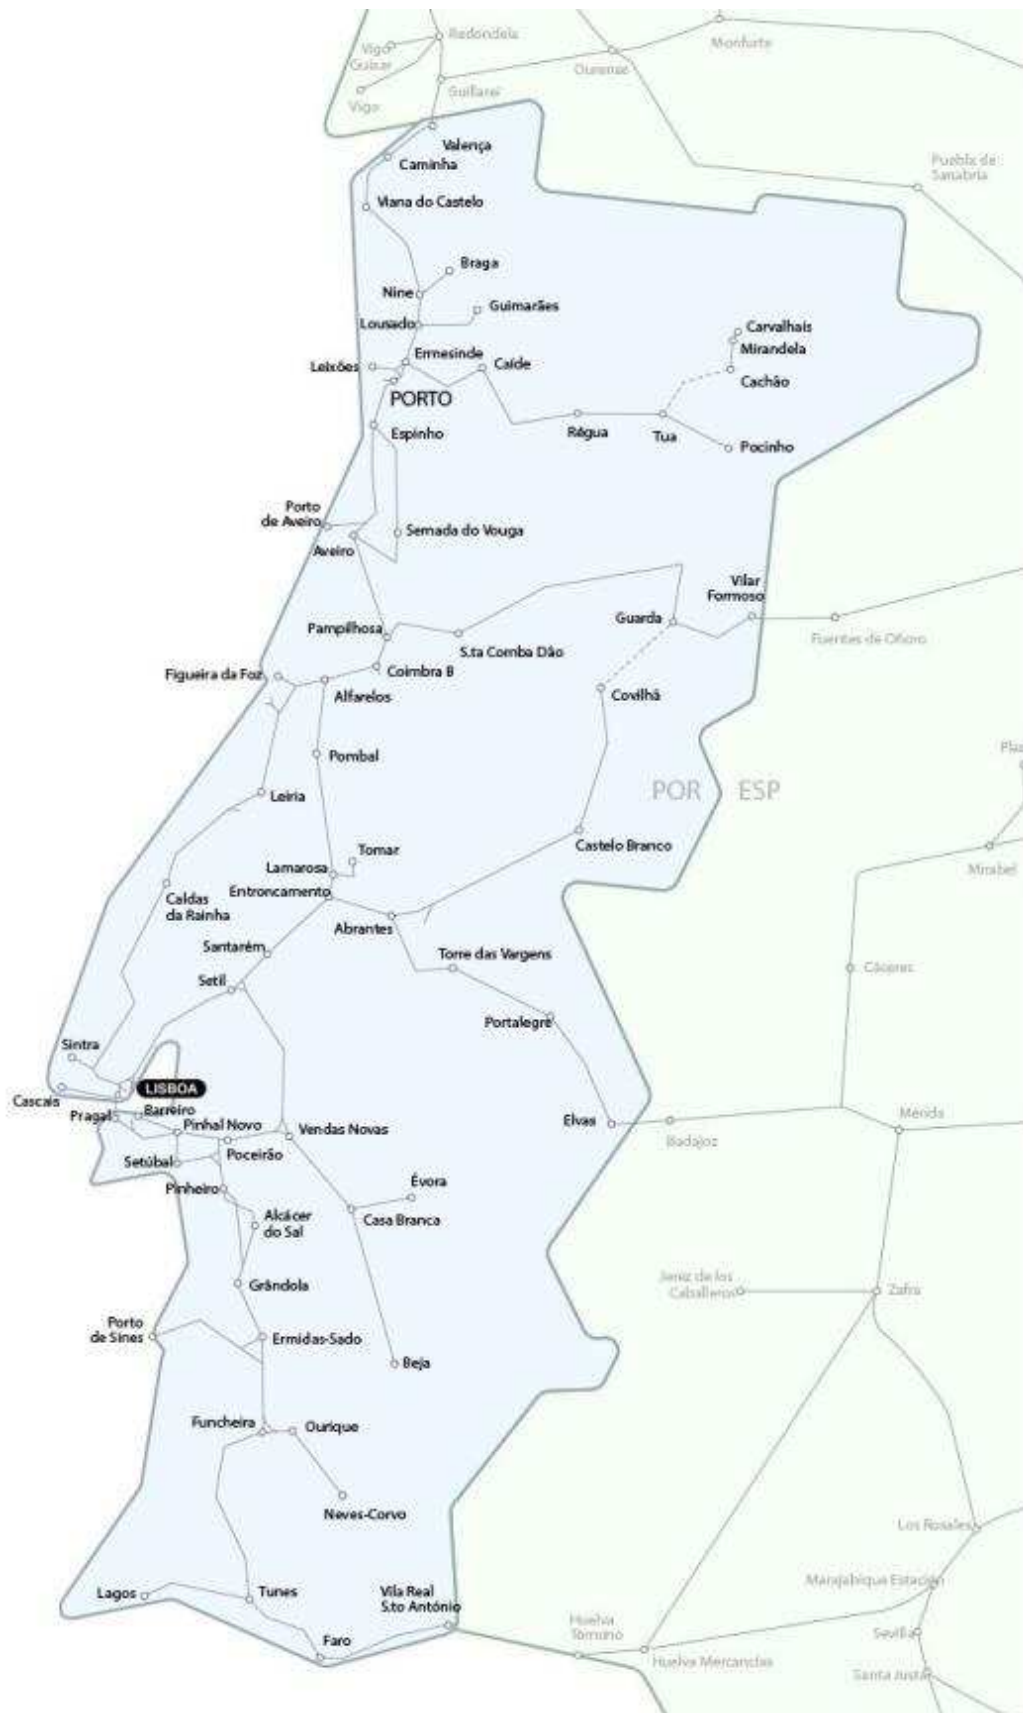 Redondela
Monforte
Vigo
Guixar
Ourense
Guillarei
Vigo
Valença
Caminha
Puebla de
Sanabria
Viana do Castelo
Braga
Nine
Guimarães
Lousado
Carvalhais
Mirandela
Ermesinde
Leixões
Caíde
Cachão
PORTO
Espinho
Régua
Tua
Pocinho
Porto
de Aveiro
Sernada do Vouga
Aveiro
Vilar
Formoso
Guarda
Pampilhosa
Fuentes de Oñoro
S.ta Comba Dão
Coimbra B
Figueira da Foz
Alfarelos
Covilhã
Pombal
Pla
POR
ESP
Leiria
Castelo Branco
Tomar
Lamarosa
Mirabel
Entroncamento
Caldas
da Rainha
Abrantes
Santarém
Torre das Vargens
Cáceres
Setil
Portalegre
Sintra
LISBOA
Cascais
Pragal
Barreiro
Pinhal Novo
Vendas Novas
Elvas
Badajoz
Mérida
Poceirão
Setúbal
Pinheiro
Évora
Casa Branca
Alcácer
do Sal
Grândola
Jeréz de los
Caballeros
Zafra
Porto
de Sines
Ermidas-Sado
Beja
Funcheira
Ourique
Neves-Corvo
Los Rosales
Majarabique Estación
Lagos
Tunes
Vila Real
S.to António
Huelva
Sevilla
Faro
Huelva Mercancías
Santa Justa